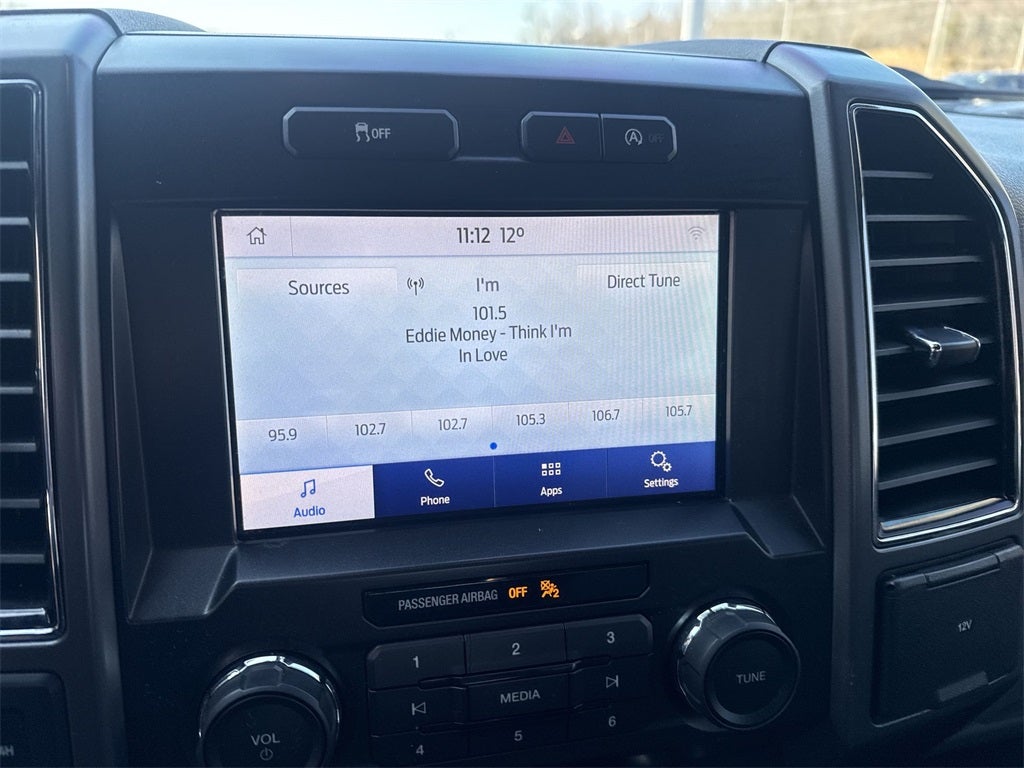 OFF
A OFF
11:12 12°
Sources I'm Direct Tune
101.5
Eddie Money - Think I'm
In Love
95.9 102.7 102.7 105.3 106.7 105.7
Audio Phone Apps Settings
PASSENGER AIRBAG OFF 2
1 2 3
MEDIA
4 5 6
VOL
TUNE
12V